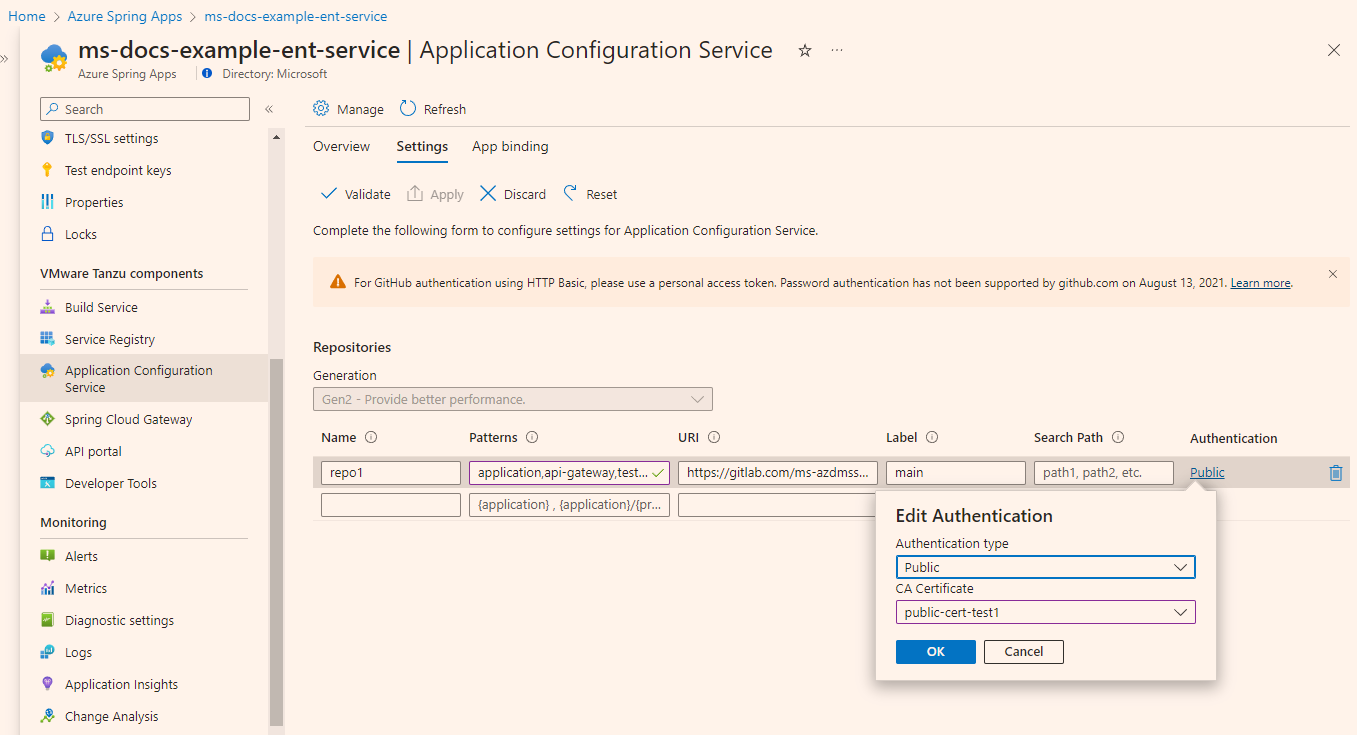 Home > Azure Spring Apps > ms-docs-example-ent-service
ms-docs-example-ent-service | Application Configuration Service
Azure Spring Apps
Directory: Microsoft
Search
TLS/SSL settings
Test endpoint keys
Properties
Locks
VMware Tanzu components
Build Service
Service Registry
Application Configuration
Service
Spring Cloud Gateway
API portal
Developer Tools
Monitoring
Alerts
Metrics
Diagnostic settings
Logs
Application Insights
Change Analysis
Manage Refresh
Overview Settings App binding
Validate Apply Discard Reset
Complete the following form to configure settings for Application Configuration Service.
For GitHub authentication using HTTP Basic, please use a personal access token. Password authentication has not been supported by github.com on August 13, 2021. Learn more.
Repositories
Generation
Gen2 - Provide better performance.
Name Patterns URI Label Search Path Authentication
repo1 application,api-gateway,test... https://gitlab.com/ms-azdmss... main path1, path2, etc. Public
{application} , {application}/{pr...
Edit Authentication
Authentication type
Public
CA Certificate
public-cert-test1
OK Cancel